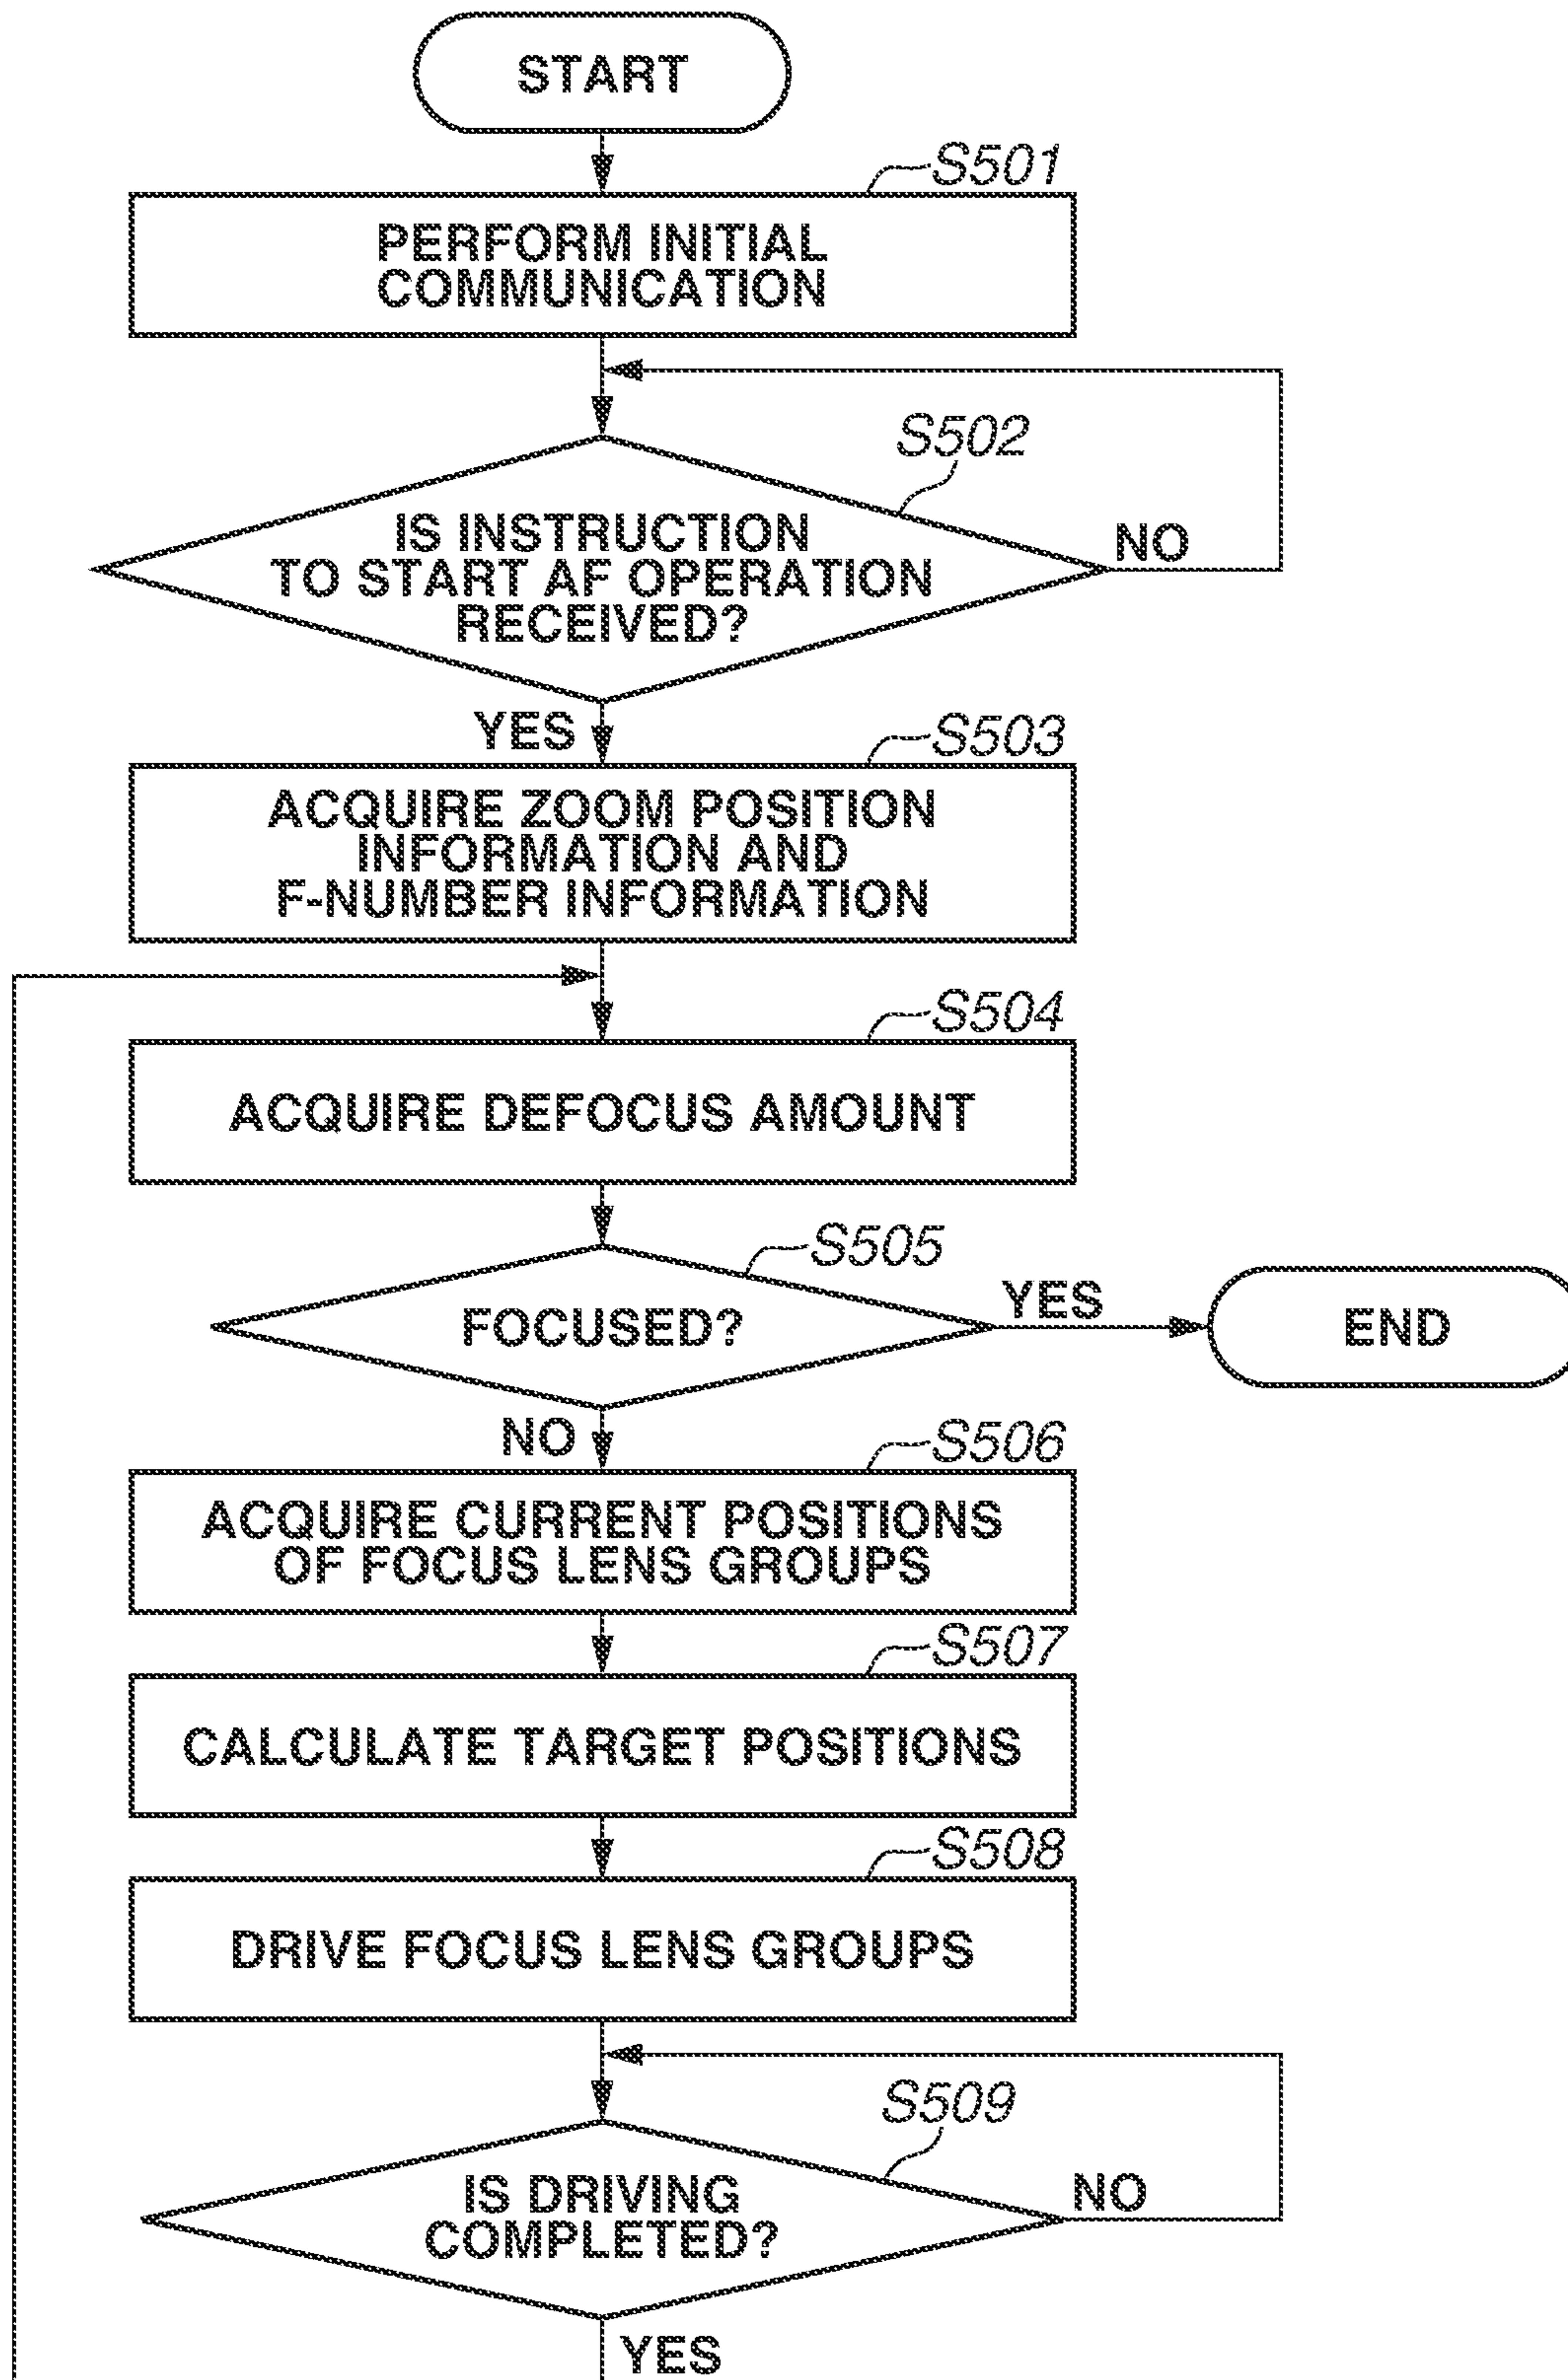 START
S501
PERFORM INITIAL
COMMUNICATION
S502
IS INSTRUCTION
TO START AF OPERATION
RECEIVED?
NO
YES
S503
ACQUIRE ZOOM POSITION
INFORMATION AND
F-NUMBER INFORMATION
S504
ACQUIRE DEFOCUS AMOUNT
S505
FOCUSED?
YES
END
NO
S506
ACQUIRE CURRENT POSITIONS
OF FOCUS LENS GROUPS
S507
CALCULATE TARGET POSITIONS
S508
DRIVE FOCUS LENS GROUPS
S509
IS DRIVING
COMPLETED?
NO
YES